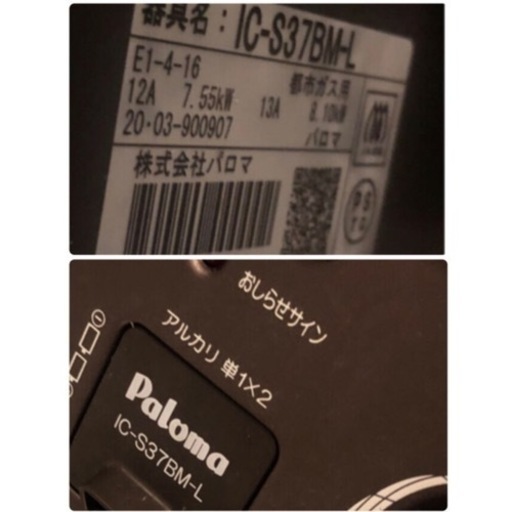 器具名：IC-S37BM-L
E1-4-16
都市ガス用
12A 7.55kW 13A 8.10kW
20・03-900907 パロマ
株式会社パロマ
おしらせサイン
アルカリ 単1×2
Paloma
IC-S37BM-L